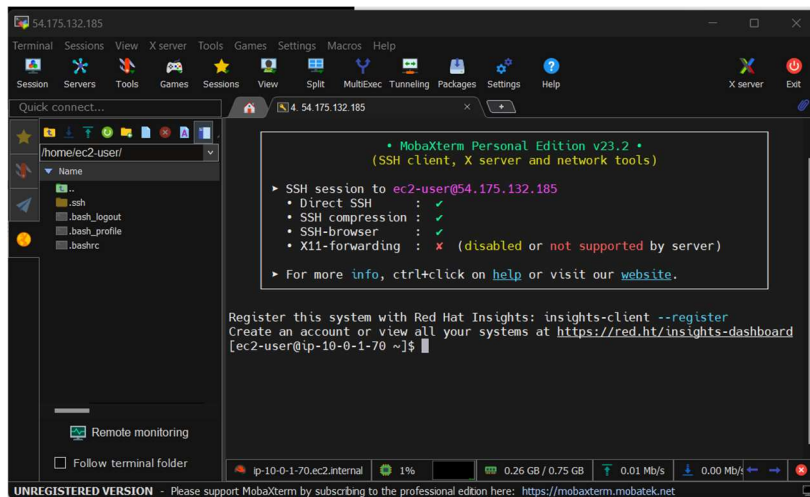 54.175.132.185
Terminal Sessions View X server Tools Games Settings Macros Help
Session Servers Tools Games Sessions View Split MultiExec Tunneling Packages Settings Help X server Exit
Quick connect...
4. 54.175.132.185
/home/ec2-user/
Name
..
.ssh
.bash_logout
.bash_profile
.bashrc
• MobaXterm Personal Edition v23.2 •
(SSH client, X server and network tools)
➤ SSH session to ec2-user@54.175.132.185
• Direct SSH : ✔
• SSH compression : ✔
• SSH-browser : ✔
• X11-forwarding : ✘ (disabled or not supported by server)
➤ For more info, ctrl+click on help or visit our website.
Register this system with Red Hat Insights: insights-client --register
Create an account or view all your systems at https://red.ht/insights-dashboard
[ec2-user@ip-10-0-1-70 ~]$
Remote monitoring
Follow terminal folder
ip-10-0-1-70.ec2.internal 1% 0.26 GB / 0.75 GB 0.01 Mb/s 0.00 Mb/s
UNREGISTERED VERSION - Please support MobaXterm by subscribing to the professional edition here: https://mobaxterm.mobatek.net